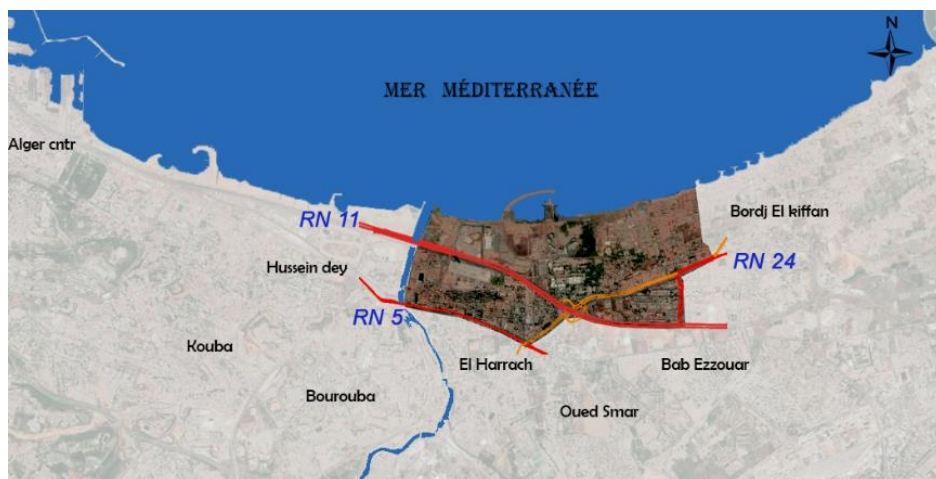 N
MER MÉDITERRANÉE
Alger cntr
RN 11
Bordj El kiffan
Hussein dey
RN 24
RN 5
Kouba
El Harrach
Bab Ezzouar
Bourouba
Oued Smar